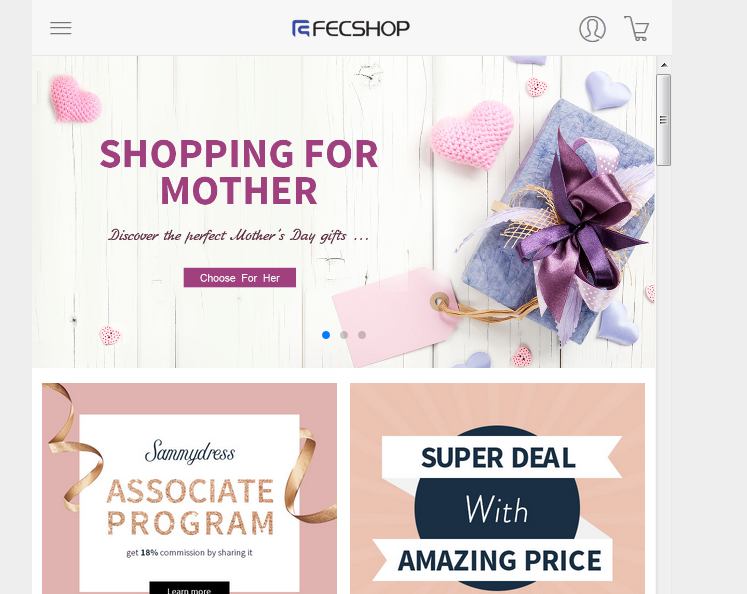 FECSHOP
SHOPPING FOR
MOTHER
Discover the perfect Mother's Day gifts ...
Choose For Her
Sammydress
ASSOCIATE
PROGRAM
get 18% commission by sharing it
Learn more
SUPER DEAL
With
AMAZING PRICE